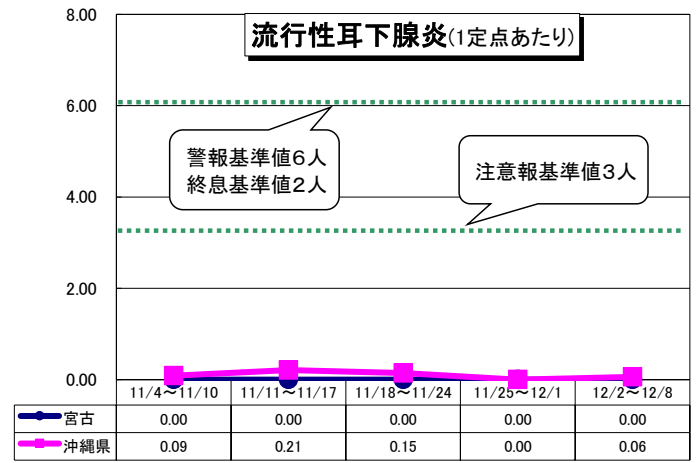 流行性耳下腺炎(1定点あたり)
8.00
6.00
警報基準値6人
終息基準値2人
注意報基準値3人
4.00
2.00
0.00
11/4～11/10 11/11～11/17 11/18～11/24 11/25～12/1 12/2～12/8
宮古 0.00 0.00 0.00 0.00 0.00
沖縄県 0.09 0.21 0.15 0.00 0.06